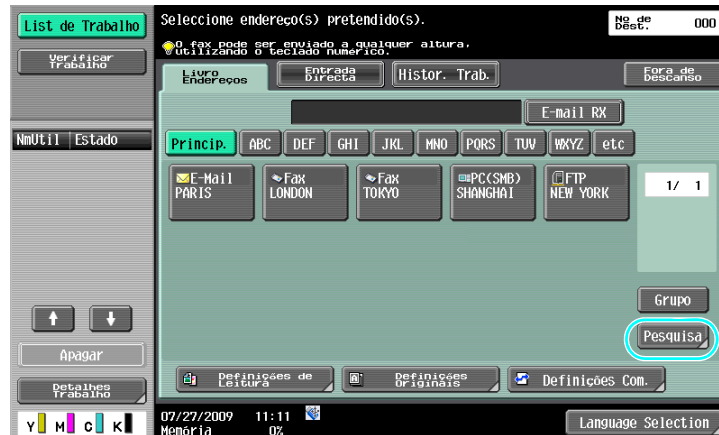 List de Trabalho
Verificar
Trabalho
NmUtil Estado
Apagar
Detalhes
Trabalho
Y M C K
Seleccione endereço(s) pretendido(s).
Nº de
Dest. 000
O fax pode ser enviado a qualquer altura,
utilizando o teclado numérico.
Livro
Endereços
Entrada
Directa
Histor. Trab.
Fora de
Descanso
E-mail RX
Princip. ABC DEF GHI JKL MNO PQRS TUV WXYZ etc
E-Mail
PARIS
Fax
LONDON
Fax
TOKYO
PC(SMB)
SHANGHAI
FTP
NEW YORK
1/ 1
Grupo
Pesquisa
Definições de
Leitura
Definições
Originais
Definições Com.
07/27/2009 11:11
Memória 0%
Language Selection